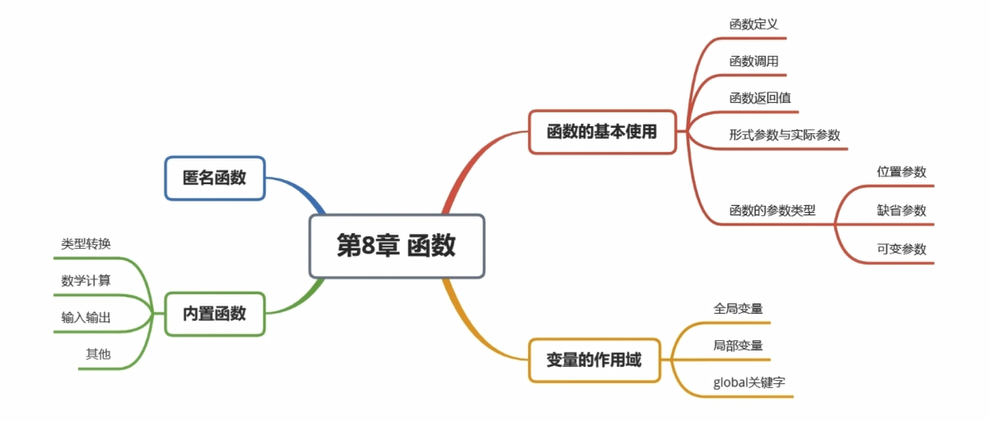 第8章 函数
函数的基本使用
函数定义
函数调用
函数返回值
形式参数与实际参数
函数的参数类型
位置参数
缺省参数
可变参数
变量的作用域
全局变量
局部变量
global关键字
匿名函数
内置函数
类型转换
数学计算
输入输出
其他